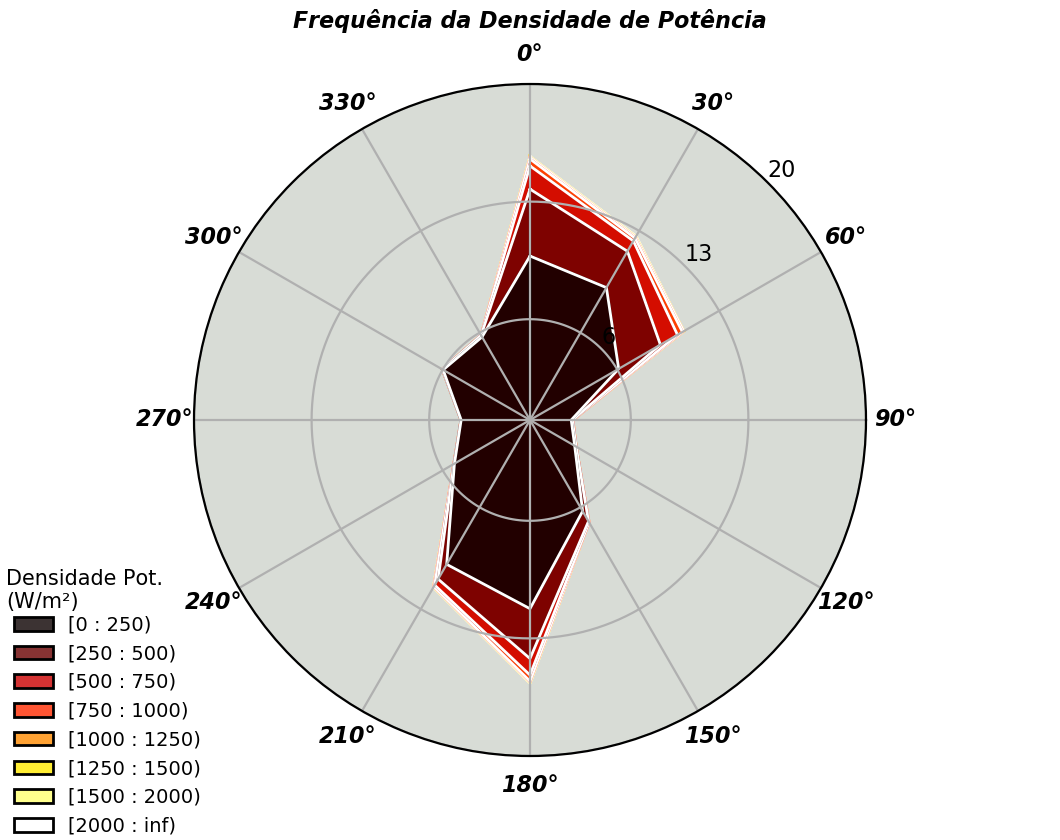 Frequência da Densidade de Potência
0°
330°
30°
20
300°
60°
13
6
270°
90°
240°
120°
210°
150°
180°
Densidade Pot.
(W/m²)
[0 : 250)
[250 : 500)
[500 : 750)
[750 : 1000)
[1000 : 1250)
[1250 : 1500)
[1500 : 2000)
[2000 : inf)